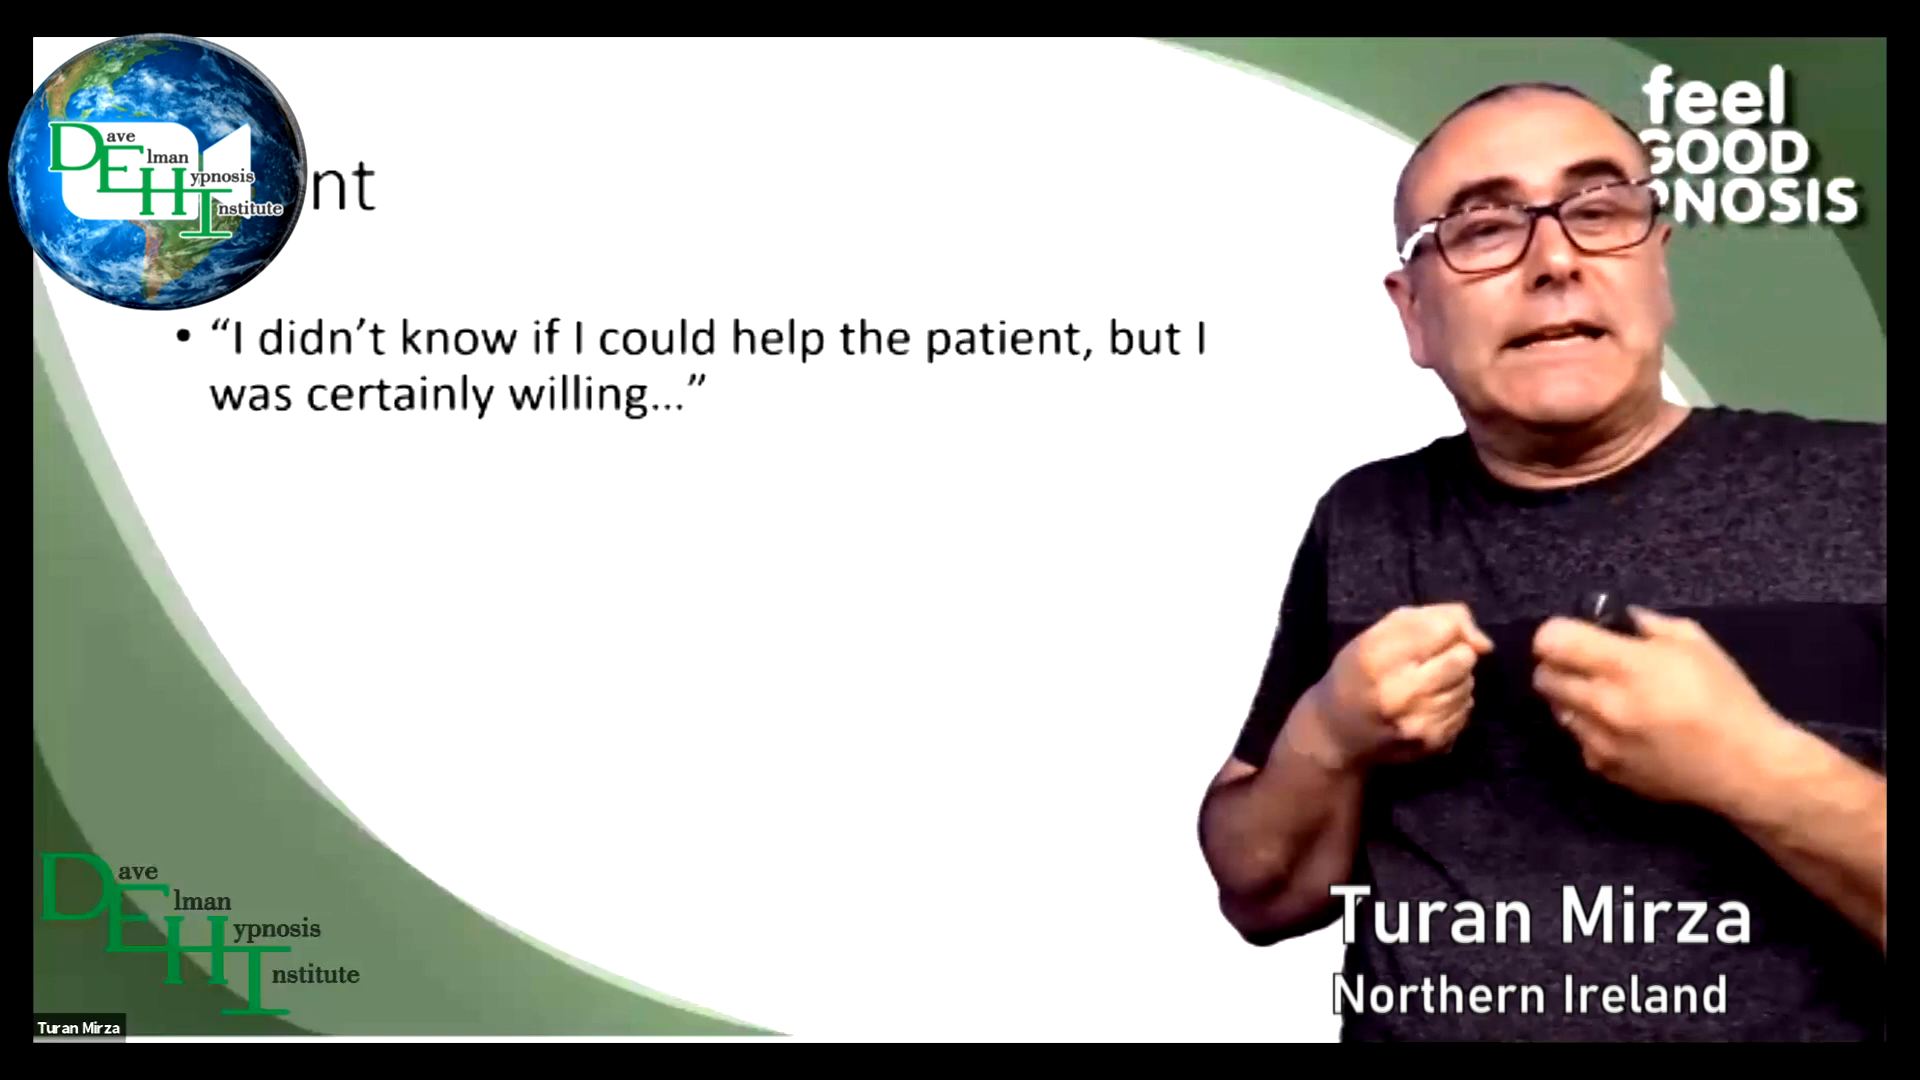 Dave
Elman
Hypnosis
Institute
nt
feel
GOOD
PNOSIS
• “I didn’t know if I could help the patient, but I
was certainly willing...”
Dave
Elman
Hypnosis
Institute
Turan Mirza
Northern Ireland
Turan Mirza